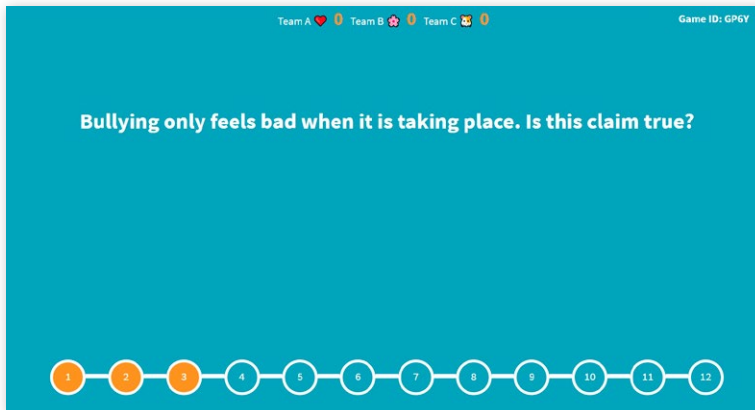 Team A ❤️ 0 Team B 🌸 0 Team C 🐹 0
Game ID: GP6Y
Bullying only feels bad when it is taking place. Is this claim true?
1 2 3 4 5 6 7 8 9 10 11 12